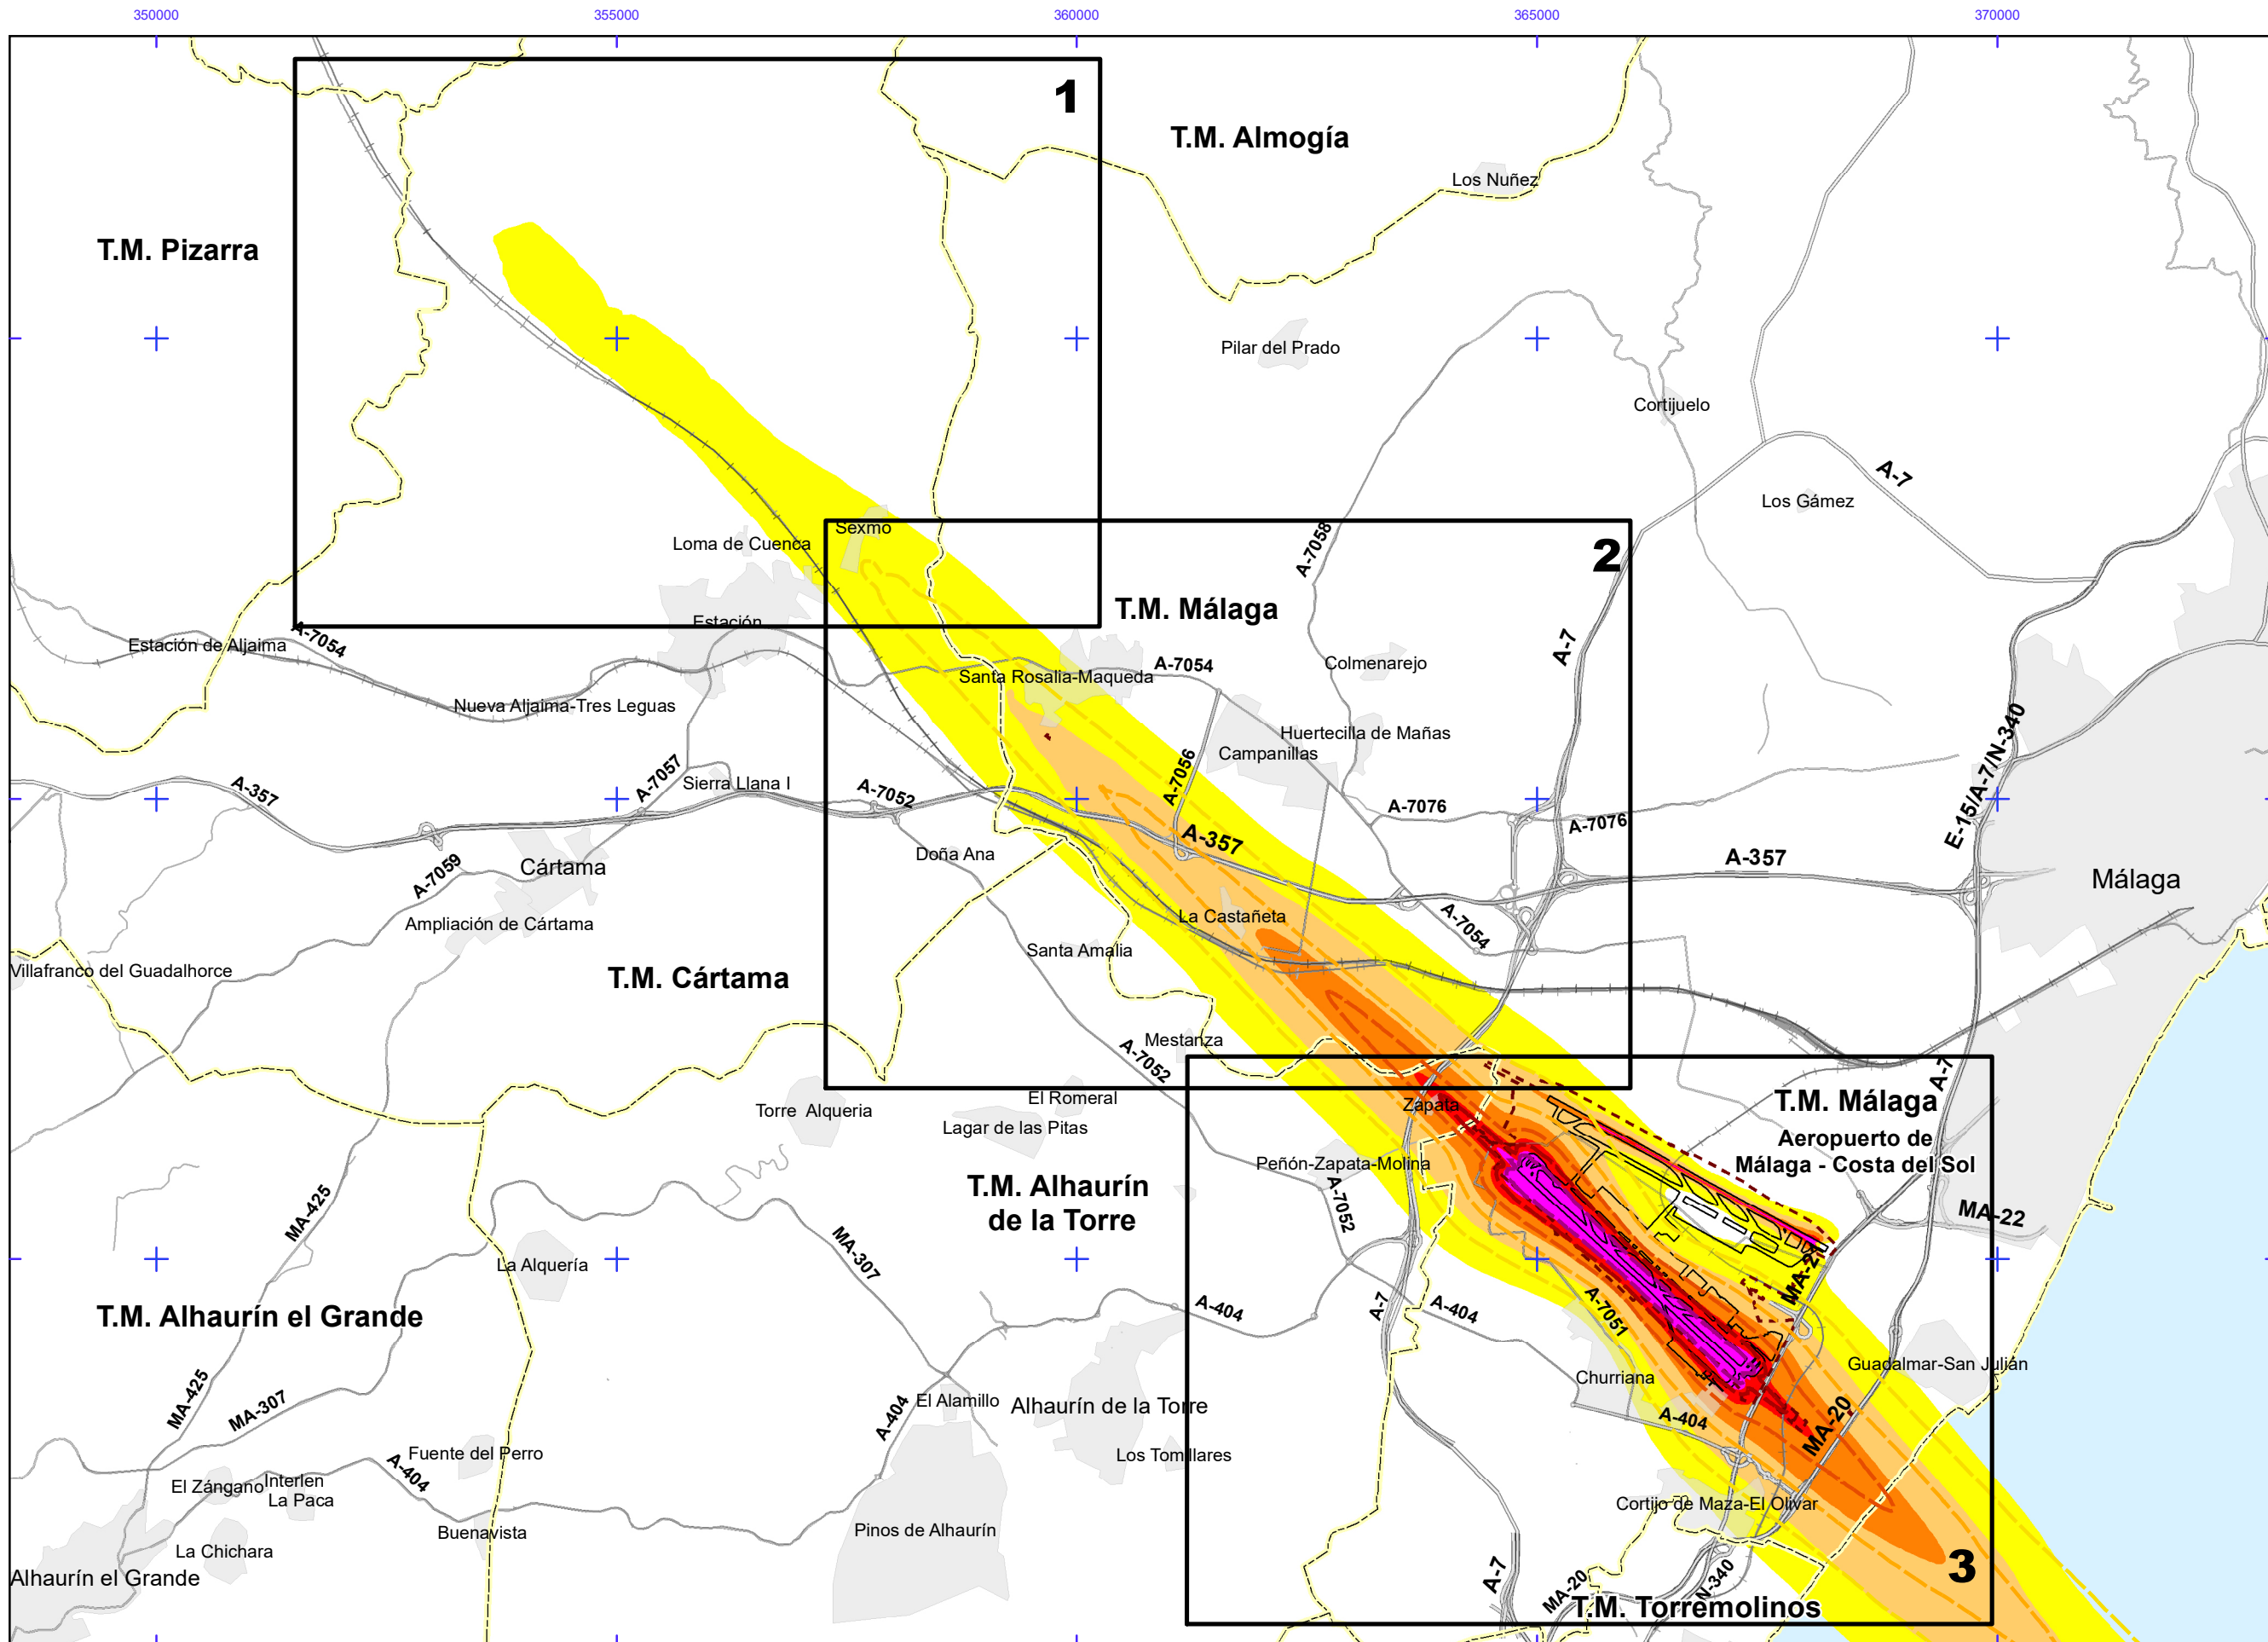 350000
355000
360000
365000
370000
1
T.M. Almogía
Los Nuñez
T.M. Pizarra
Pilar del Prado
Cortijuelo
A-7
Los Gámez
Sexmo
Loma de Cuenca
A-7058
2
T.M. Málaga
Estación
Estación de Aljaima
A-7054
A-7
Santa Rosalia-Maqueda
A-7054
Colmenarejo
Nueva Aljaima-Tres Leguas
Huertecilla de Mañas
Campanillas
E-15/A-7/N-340
A-7057
Sierra Llana I
A-7056
A-357
A-7052
A-7076
A-7076
A-357
Doña Ana
A-357
Cártama
A-7059
Málaga
Ampliación de Cártama
La Castañeta
A-7054
Santa Amalia
Villafranco del Guadalhorce
T.M. Cártama
Mestanza
A-7052
A-7
El Romeral
Torre Alqueria
Lagar de las Pitas
Zapata
T.M. Málaga
Aeropuerto de
Málaga - Costa del Sol
Peñón-Zapata-Molina
T.M. Alhaurín
de la Torre
A-7052
MA-22
MA-425
MA-307
La Alquería
MA-21
A-404
A-7
A-404
A-7051
T.M. Alhaurín el Grande
Guadalmar-San Julián
Churriana
MA-425
MA-307
El Alamillo
Alhaurín de la Torre
A-404
A-404
MA-20
Fuente del Perro
Los Tomillares
A-404
El Zángano
Interlen
La Paca
Cortijo de Maza-El Olivar
Buenavista
Pinos de Alhaurín
La Chichara
Alhaurín el Grande
A-7
MA-20
N-340
3
T.M. Torremolinos